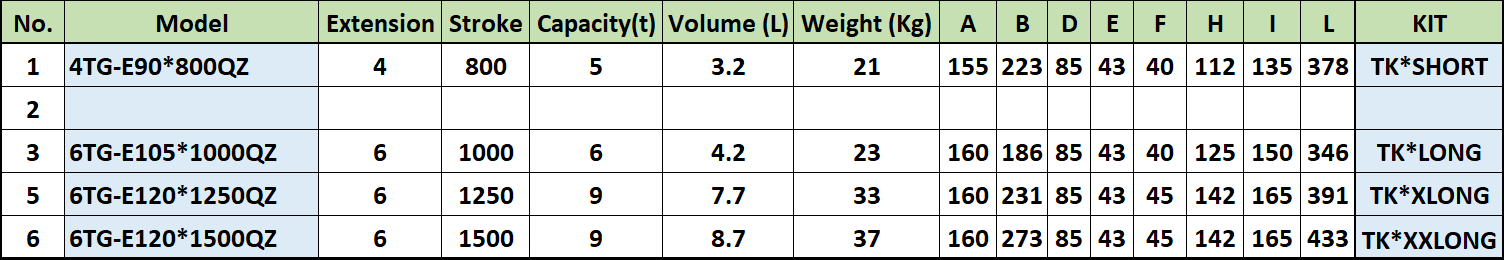 No. Model Extension Stroke Capacity(t) Volume (L) Weight (Kg) A B D E F H I L KIT
1 4TG-E90*800QZ 4 800 5 3.2 21 155 223 85 43 40 112 135 378 TK*SHORT
2
3 6TG-E105*1000QZ 6 1000 6 4.2 23 160 186 85 43 40 125 150 346 TK*LONG
5 6TG-E120*1250QZ 6 1250 9 7.7 33 160 231 85 43 45 142 165 391 TK*XLONG
6 6TG-E120*1500QZ 6 1500 9 8.7 37 160 273 85 43 45 142 165 433 TK*XXLONG